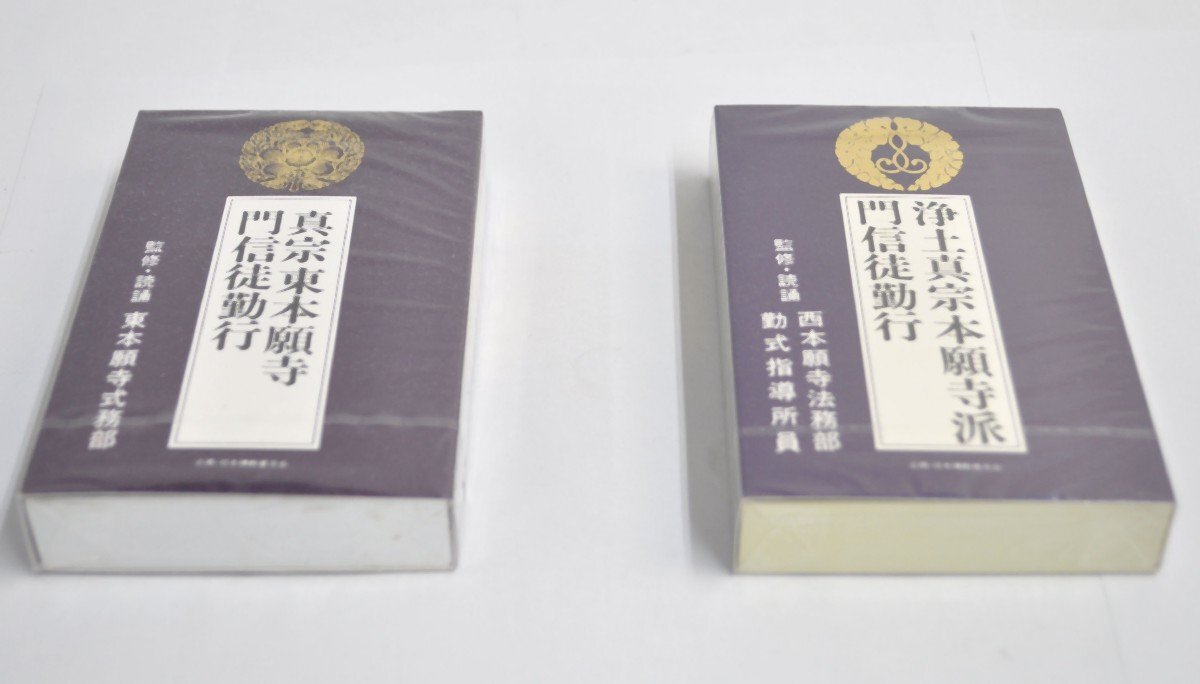 真宗東本願寺
門信徒勤行
監修・読誦 東本願寺式務部
浄土真宗本願寺派
門信徒勤行
監修・読誦 西本願寺法務部
勤式指導所員